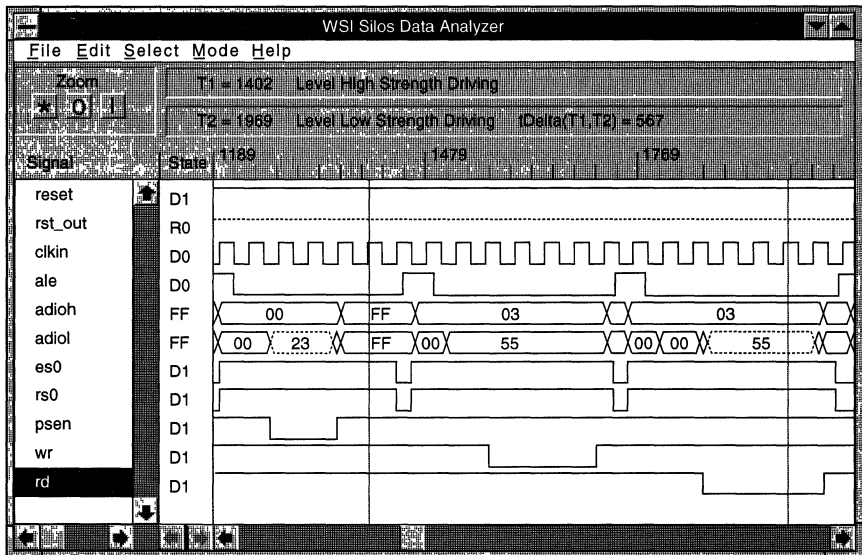 WSI Silos Data Analyzer
File Edit Select Mode Help
Zoom
* 0 |
T1 = 1402 Level High Strength Driving
T2 = 1969 Level Low Strength Driving tDelta(T1,T2) = 567
Signal State 1189 1479 1769
reset D1
rst_out R0
clkin D0
ale D0
adioh FF 00 FF 03 03
adiol FF 00 23 FF 00 55 00 00 55
es0 D1
rs0 D1
psen D1
wr D1
rd D1